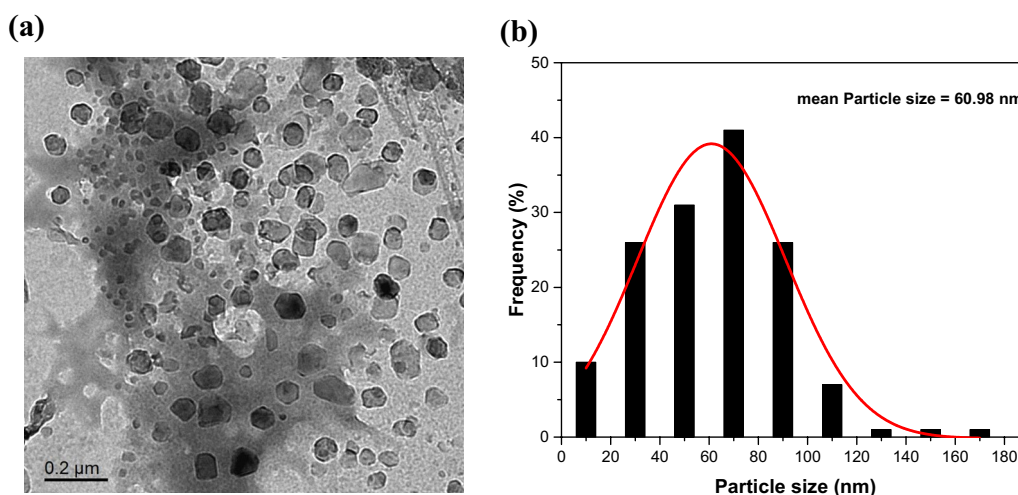 (a)
(b)
0.2 µm
mean Particle size = 60.98 nm
Frequency (%)
50
40
30
20
10
0
0 20 40 60 80 100 120 140 160 180
Particle size (nm)